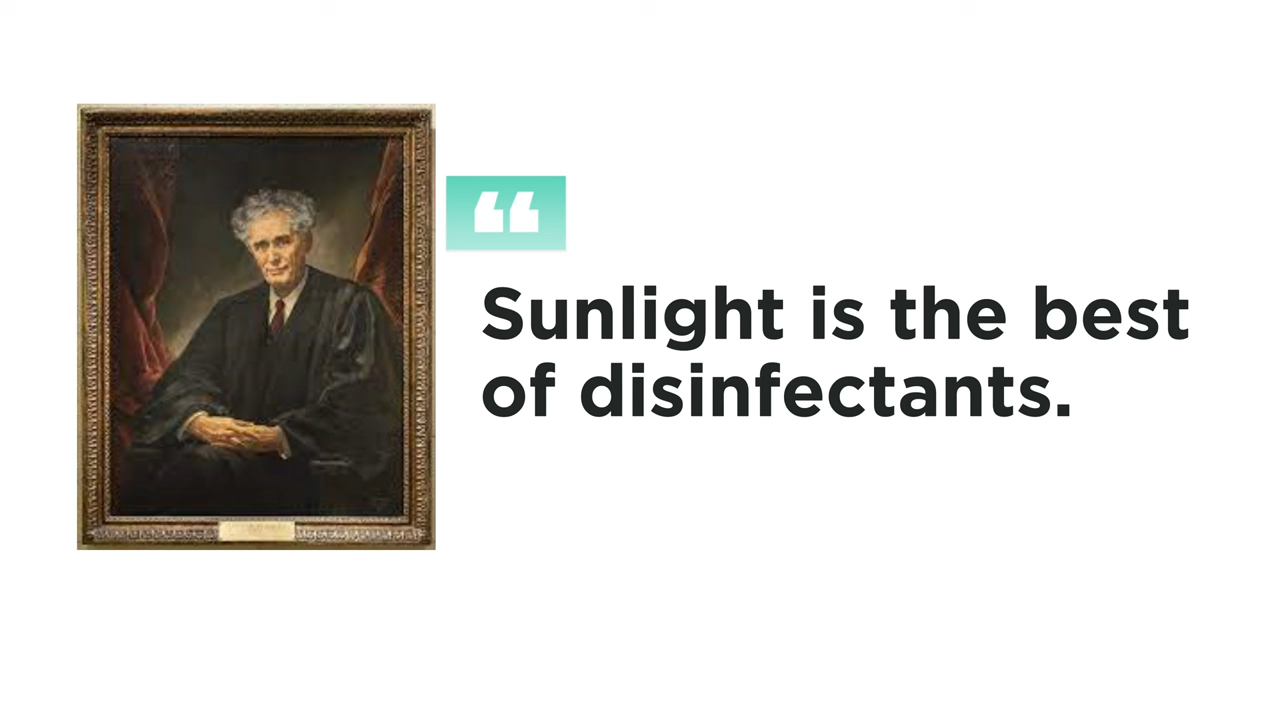 “
Sunlight is the best
of disinfectants.